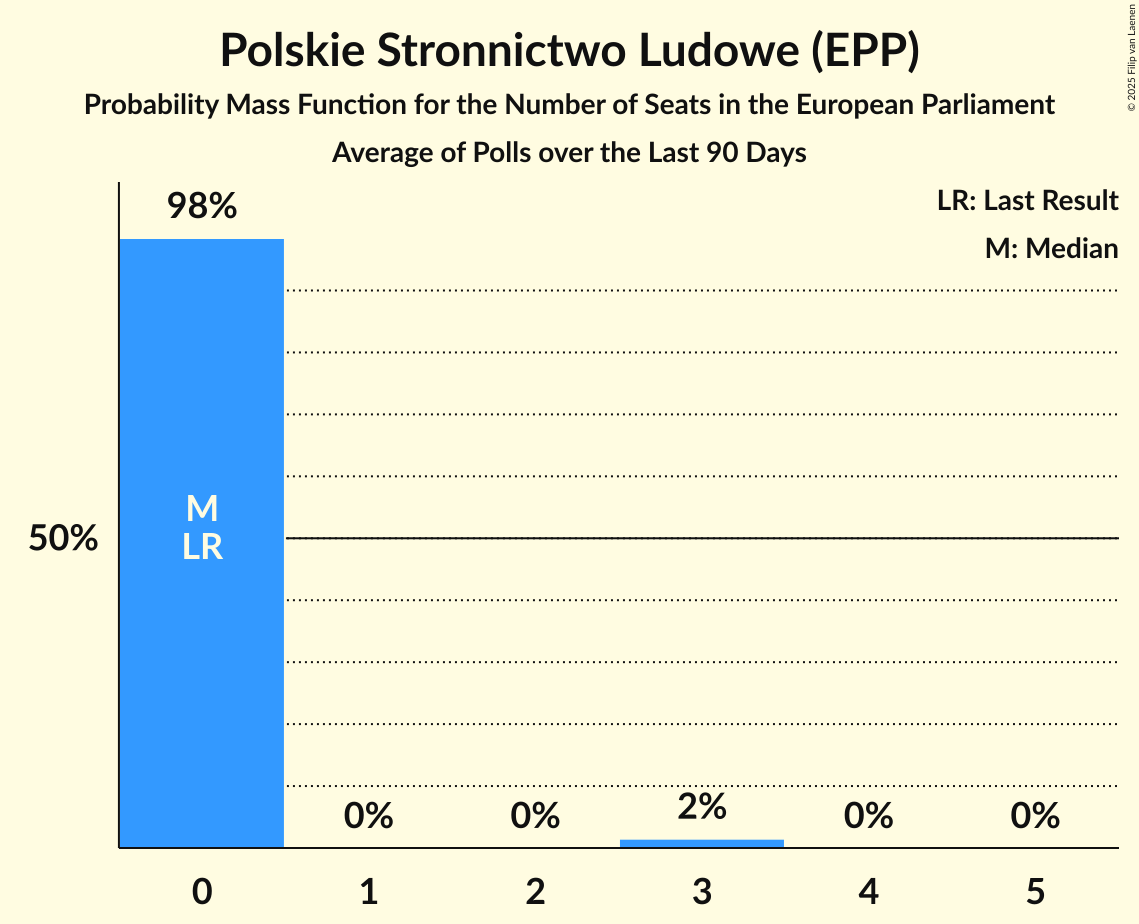 Polskie Stronnictwo Ludowe (EPP)
Probability Mass Function for the Number of Seats in the European Parliament
Average of Polls over the Last 90 Days
© 2025 Filip van Laenen
LR: Last Result
M: Median
98%
M
LR
50%
0%
0%
2%
0%
0%
0
1
2
3
4
5